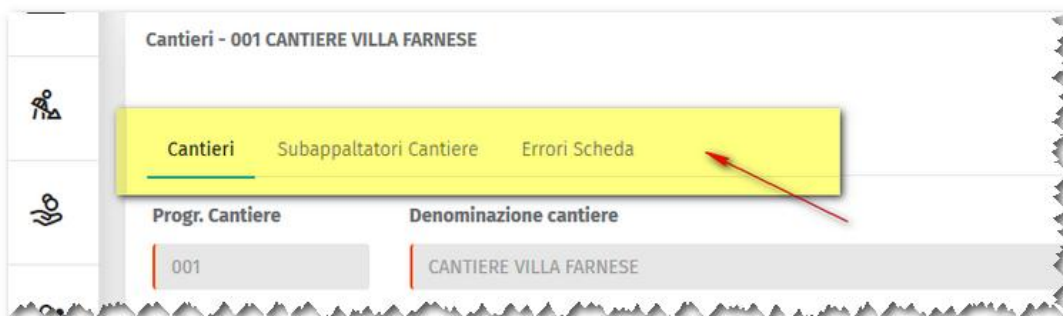 Cantieri - 001 CANTIERE VILLA FARNESE
Cantieri Subappaltatori Cantiere Errori Scheda
Progr. Cantiere Denominazione cantiere
001 CANTIERE VILLA FARNESE